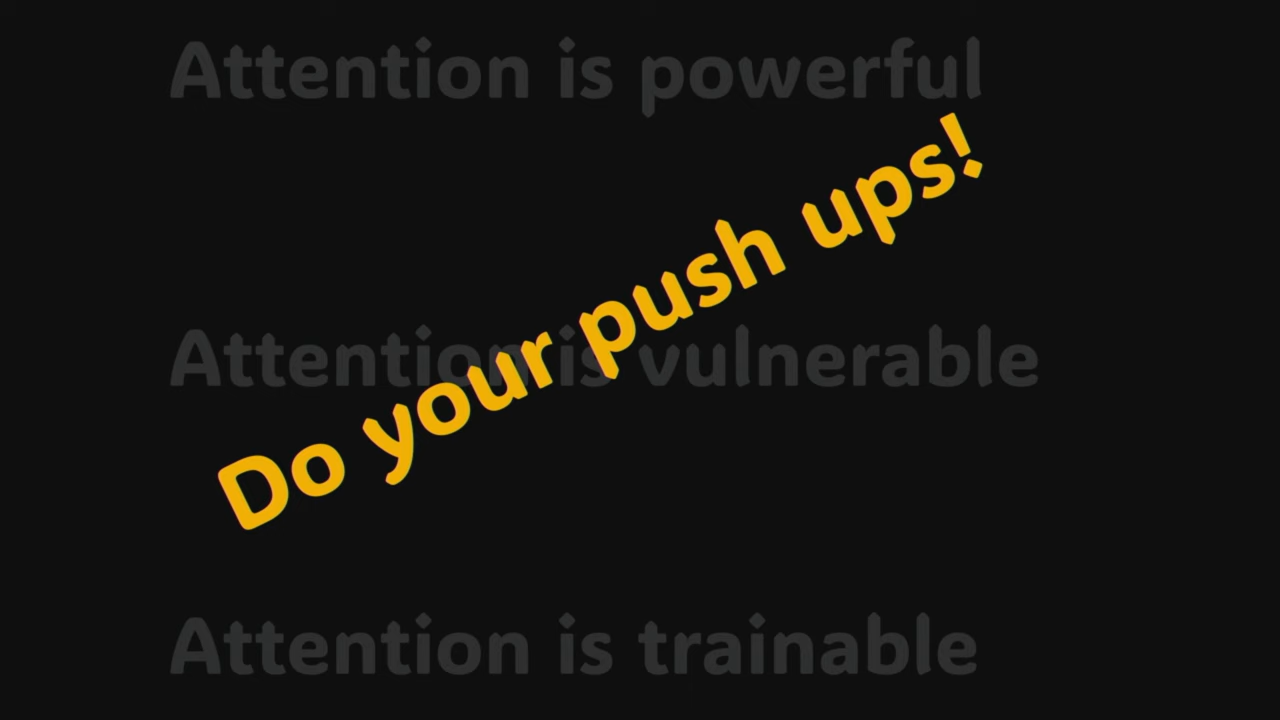 Attention is powerful
Do your push ups!
Attention is vulnerable
Attention is trainable